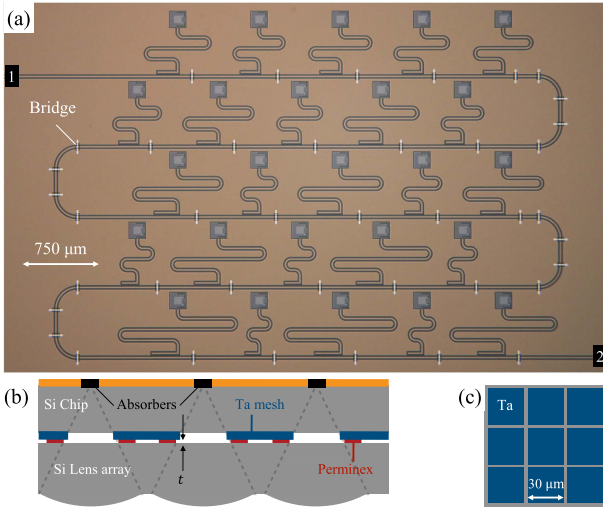 (a)
1
Bridge
750 μm
2
(b)
Si Chip
Absorbers
Ta mesh
Si Lens array
t
Perminex
(c)
Ta
30 μm